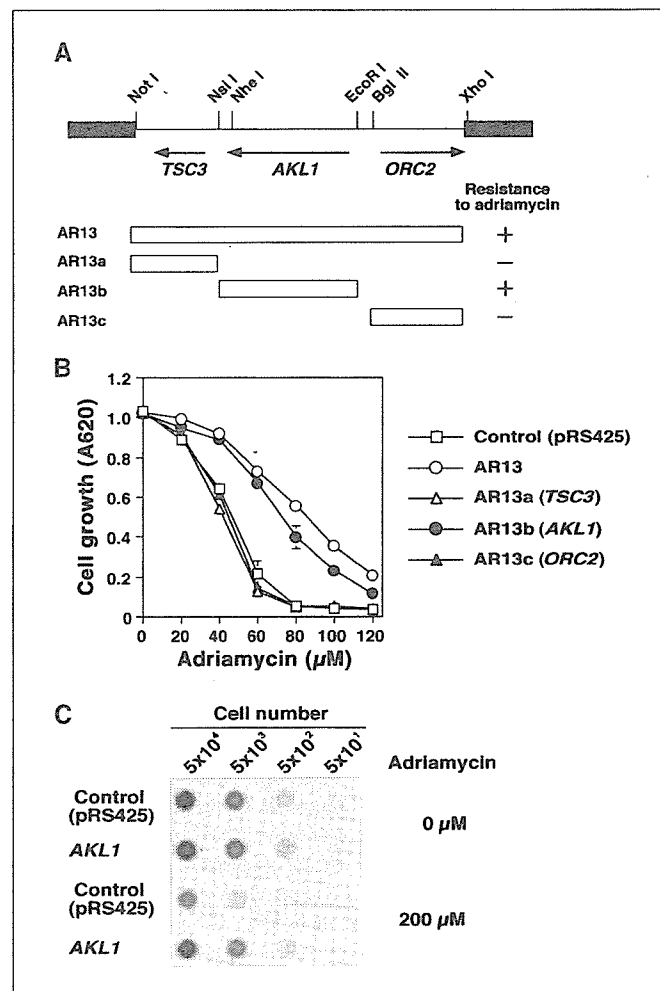 A
Not I Nsi I Nhe I EcoR I Bgl II Xho I
TSC3 AKL1 ORC2
Resistance
to adriamycin
AR13 +
AR13a −
AR13b +
AR13c −
B
Cell growth (A620)
1.2
1.0
0.8
0.6
0.4
0.2
0
0 20 40 60 80 100 120
Adriamycin (µM)
Control (pRS425)
AR13
AR13a (TSC3)
AR13b (AKL1)
AR13c (ORC2)
C
Cell number
5x10⁴ 5x10³ 5x10² 5x10¹
Adriamycin
Control
(pRS425)
0 µM
AKL1
Control
(pRS425)
200 µM
AKL1